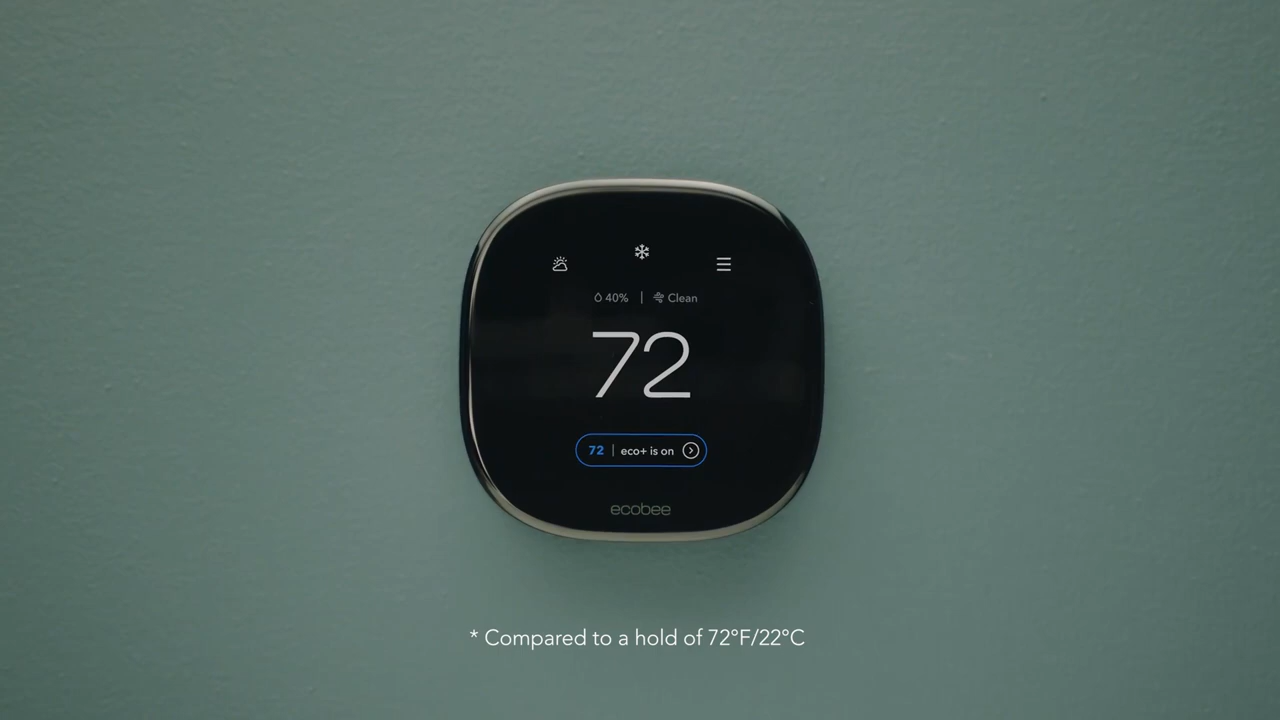 40% | Clean
72
72 | eco+ is on
ecobee
* Compared to a hold of 72°F/22°C